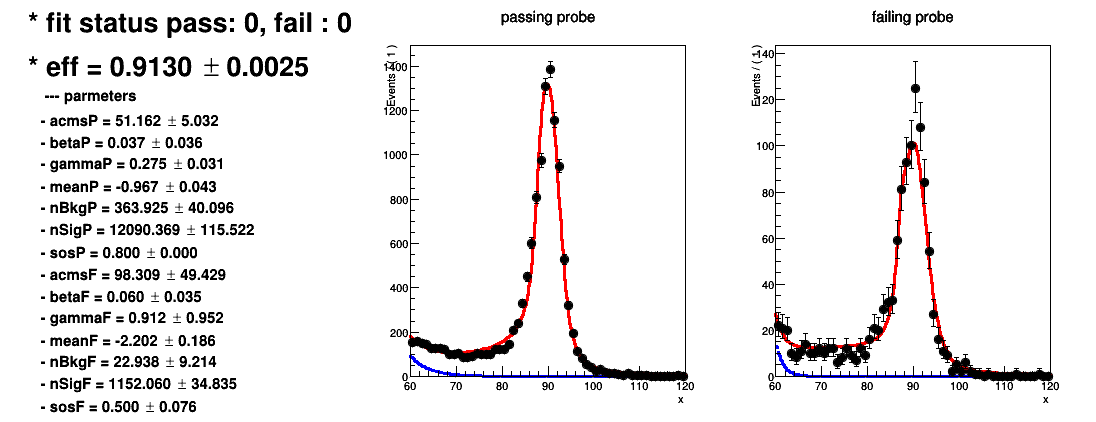 * fit status pass: 0, fail : 0
* eff = 0.9130 ± 0.0025
--- parmeters
- acmsP = 51.162 ± 5.032
- betaP = 0.037 ± 0.036
- gammaP = 0.275 ± 0.031
- meanP = -0.967 ± 0.043
- nBkgP = 363.925 ± 40.096
- nSigP = 12090.369 ± 115.522
- sosP = 0.800 ± 0.000
- acmsF = 98.309 ± 49.429
- betaF = 0.060 ± 0.035
- gammaF = 0.912 ± 0.952
- meanF = -2.202 ± 0.186
- nBkgF = 22.938 ± 9.214
- nSigF = 1152.060 ± 34.835
- sosF = 0.500 ± 0.076
passing probe
Events / ( 1 )
1400
1200
1000
800
600
400
200
0
60 70 80 90 100 110 120
x
failing probe
Events / ( 1 )
140
120
100
80
60
40
20
0
60 70 80 90 100 110 120
x